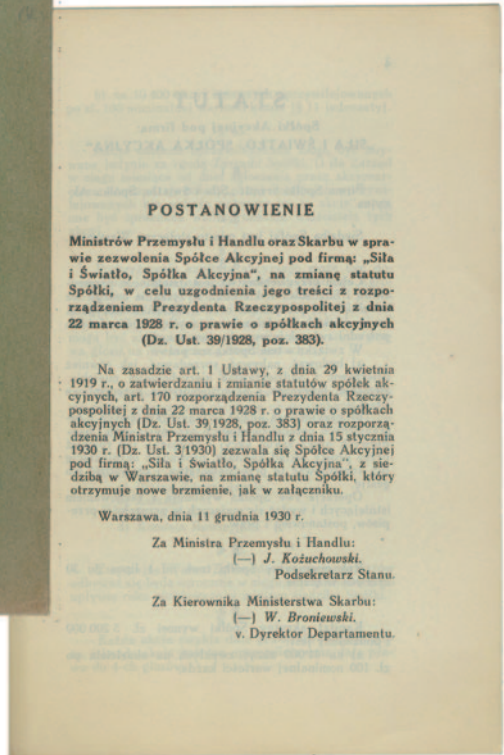 POSTANOWIENIE
Ministrów Przemysłu i Handlu oraz Skarbu w spra-
wie zezwolenia Spółce Akcyjnej pod firmą: „Siła
i Światło, Spółka Akcyjna", na zmianę statutu
Spółki, w celu uzgodnienia jego treści z rozpo-
rządzeniem Prezydenta Rzeczypospolitej z dnia
22 marca 1928 r. o prawie o spółkach akcyjnych
(Dz. Ust. 39/1928, poz. 383).
Na zasadzie art. 1 Ustawy, z dnia 29 kwietnia
1919 r., o zatwierdzaniu i zmianie statutów spółek ak-
cyjnych, art. 170 rozporządzenia Prezydenta Rzeczy-
pospolitej z dnia 22 marca 1928 r. o prawie o spółkach
akcyjnych (Dz. Ust. 39/1928, poz. 383) oraz rozporzą-
dzenia Ministra Przemysłu i Handlu z dnia 15 stycznia
1930 r. (Dz. Ust. 3/1930) zezwala się Spółce Akcyjnej
pod firmą: „Siła i Światło, Spółka Akcyjna", z sie-
dzibą w Warszawie, na zmianę statutu Spółki, który
otrzymuje nowe brzmienie, jak w załączniku.
Warszawa, dnia 11 grudnia 1930 r.
Za Ministra Przemysłu i Handlu:
(—) J. Kożuchowski.
Podsekretarz Stanu.
Za Kierownika Ministerstwa Skarbu:
(—) W. Broniewski,
v. Dyrektor Departamentu.